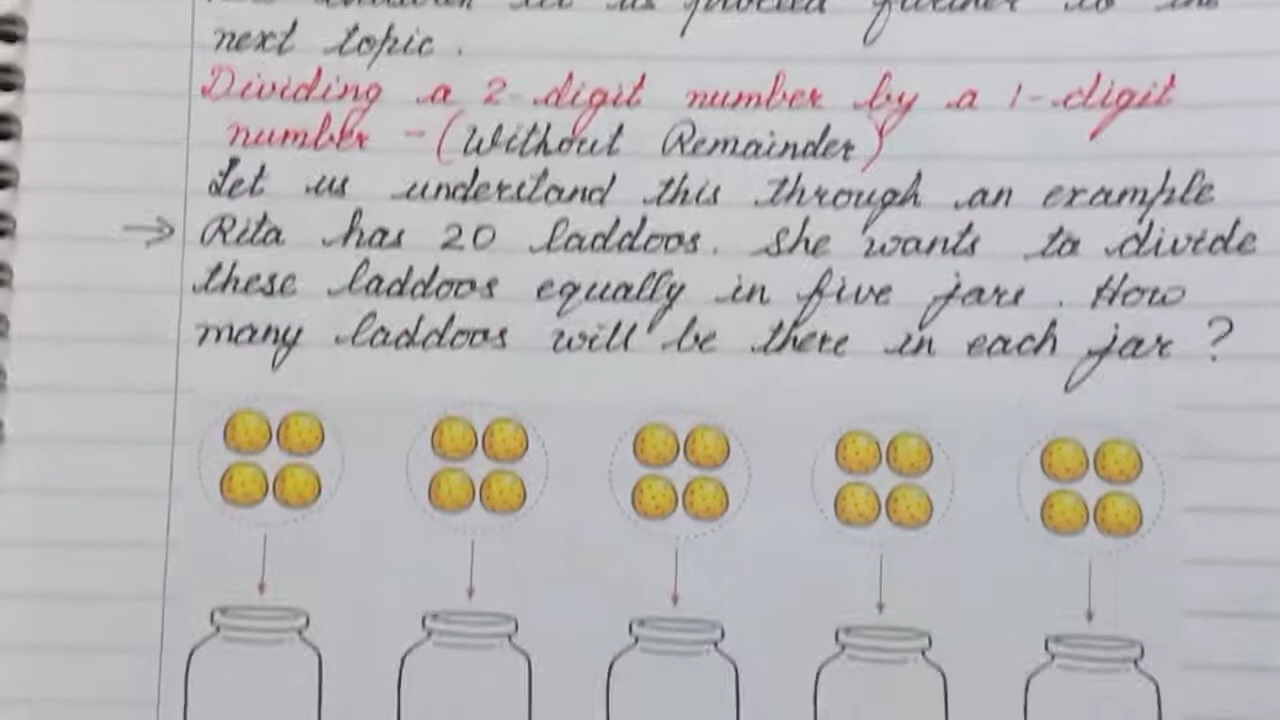 next topic.
Dividing a 2-digit number by a 1-digit
number - (Without Remainder)
Let us understand this through an example
Rita has 20 laddoos. She wants to divide
these laddoos equally in five jars. How
many laddoos will be there in each jar?